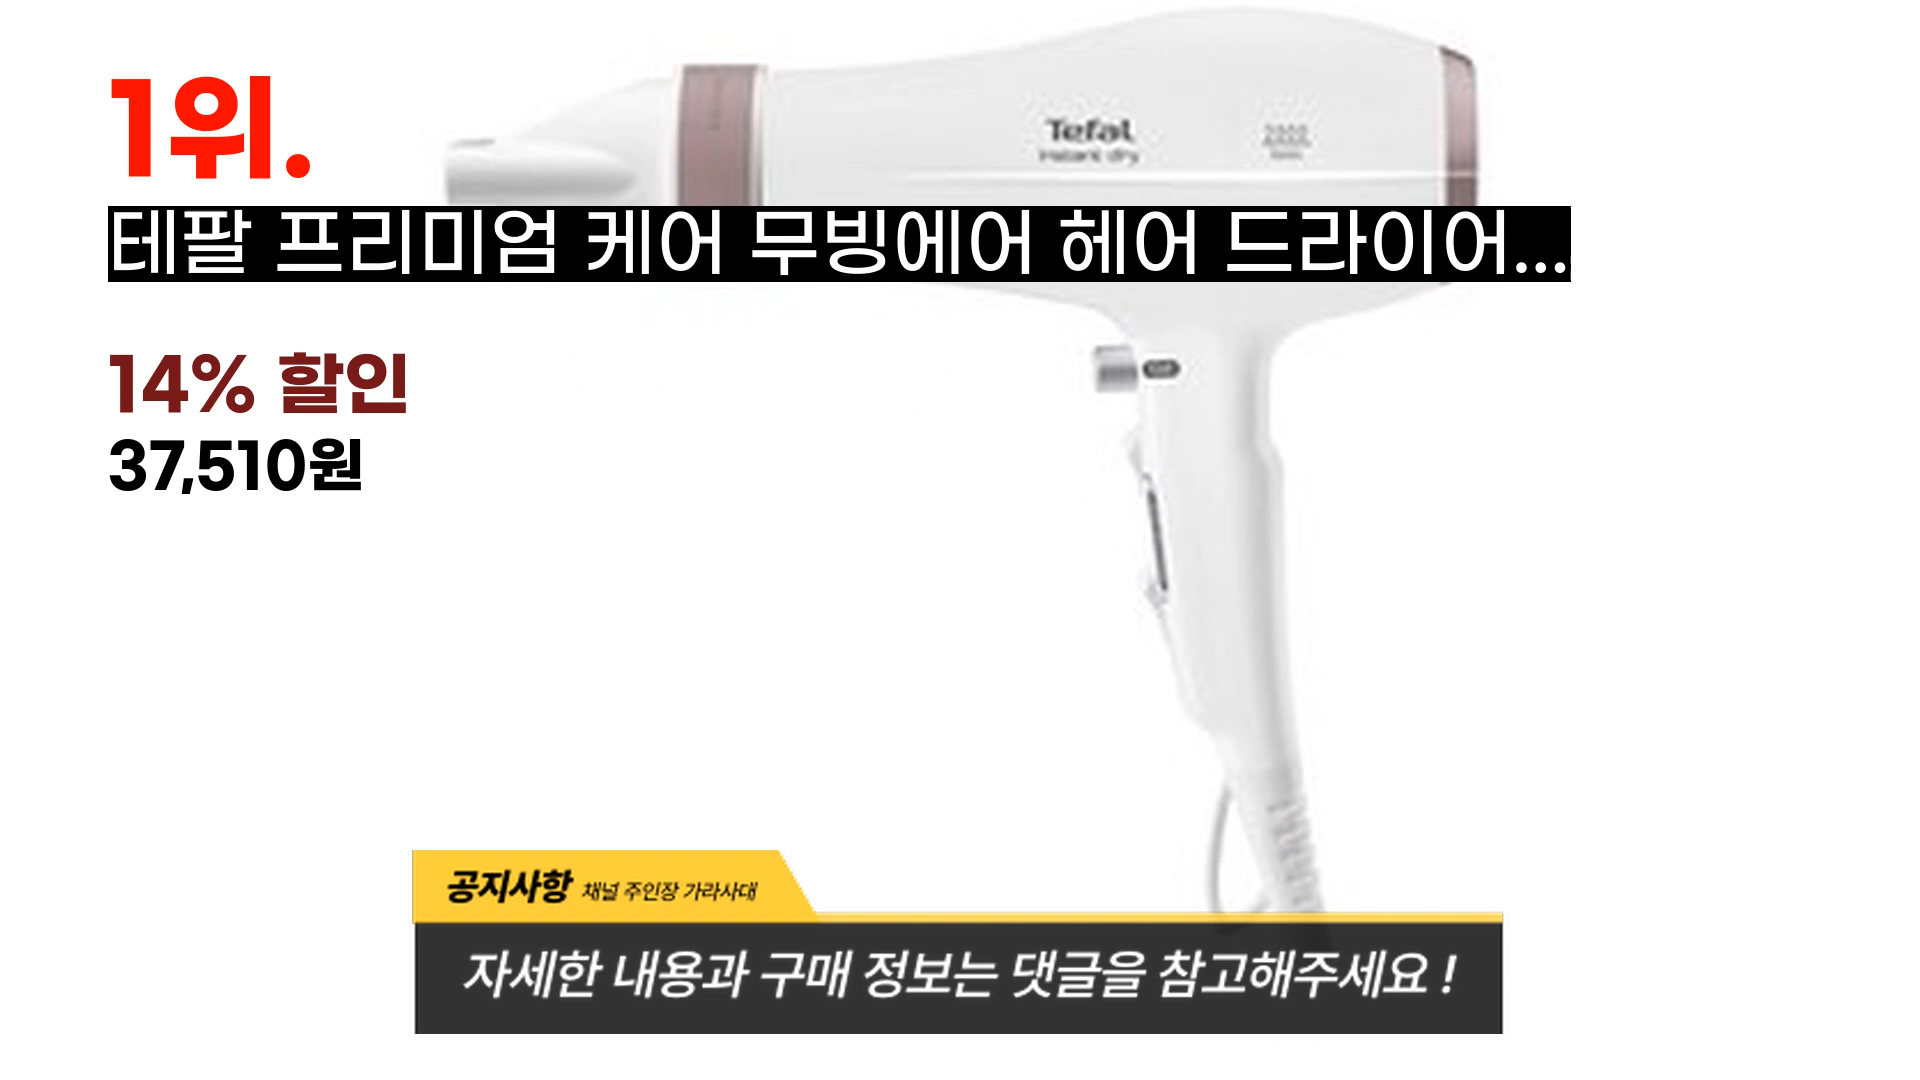 1위.
Tefal
instant dry
테팔 프리미엄 케어 무빙에어 헤어 드라이어...
14% 할인
37,510원
공지사항 채널 주인장 가라사대
자세한 내용과 구매 정보는 댓글을 참고해주세요 !